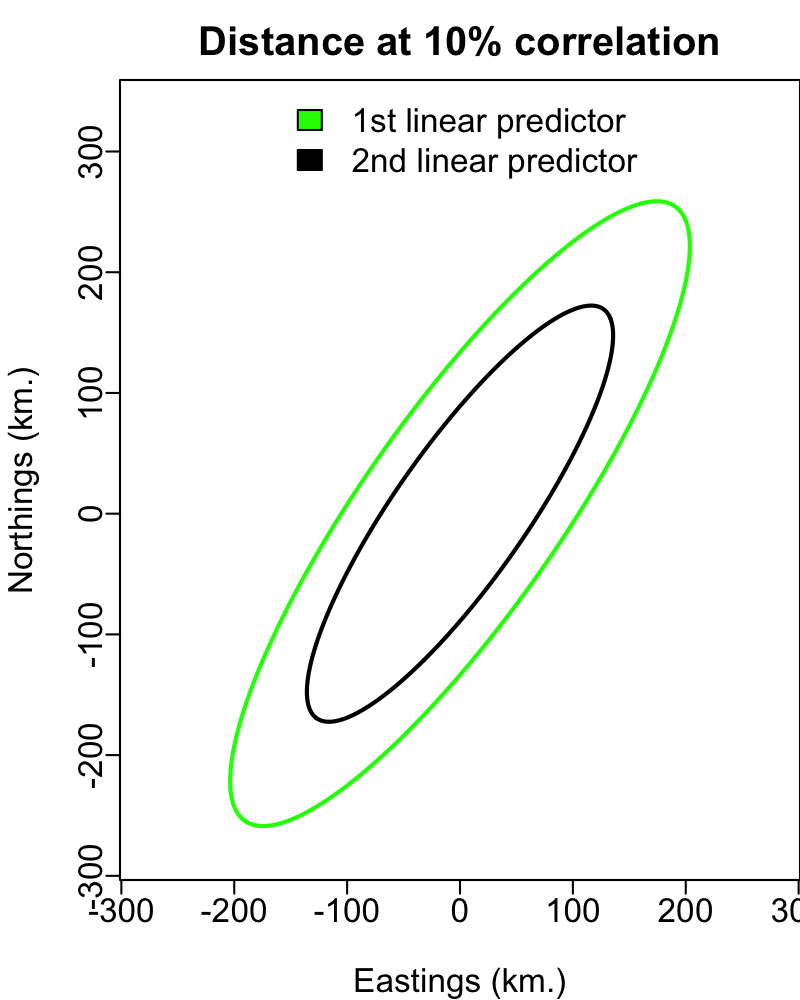 Distance at 10% correlation
1st linear predictor
2nd linear predictor
Northings (km.)
300
200
100
0
-100
-200
-300
-300 -200 -100 0 100 200 30
Eastings (km.)